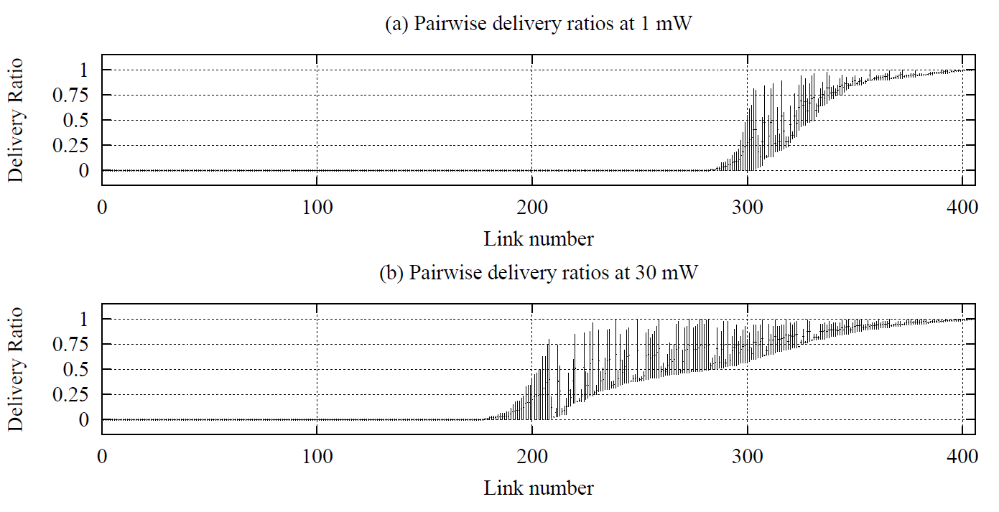 (a) Pairwise delivery ratios at 1 mW
Delivery Ratio
1
0.75
0.5
0.25
0
0 100 200 300 400
Link number
(b) Pairwise delivery ratios at 30 mW
Delivery Ratio
1
0.75
0.5
0.25
0
0 100 200 300 400
Link number